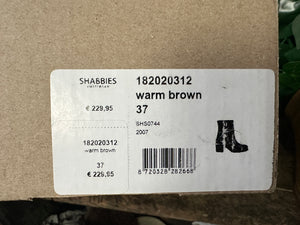 SHABBIES
AMSTERDAM
€ 229,95
182020312
warm brown
37
€ 229,95
182020312
warm brown
37
SHS0744
2007
8 720328 282668